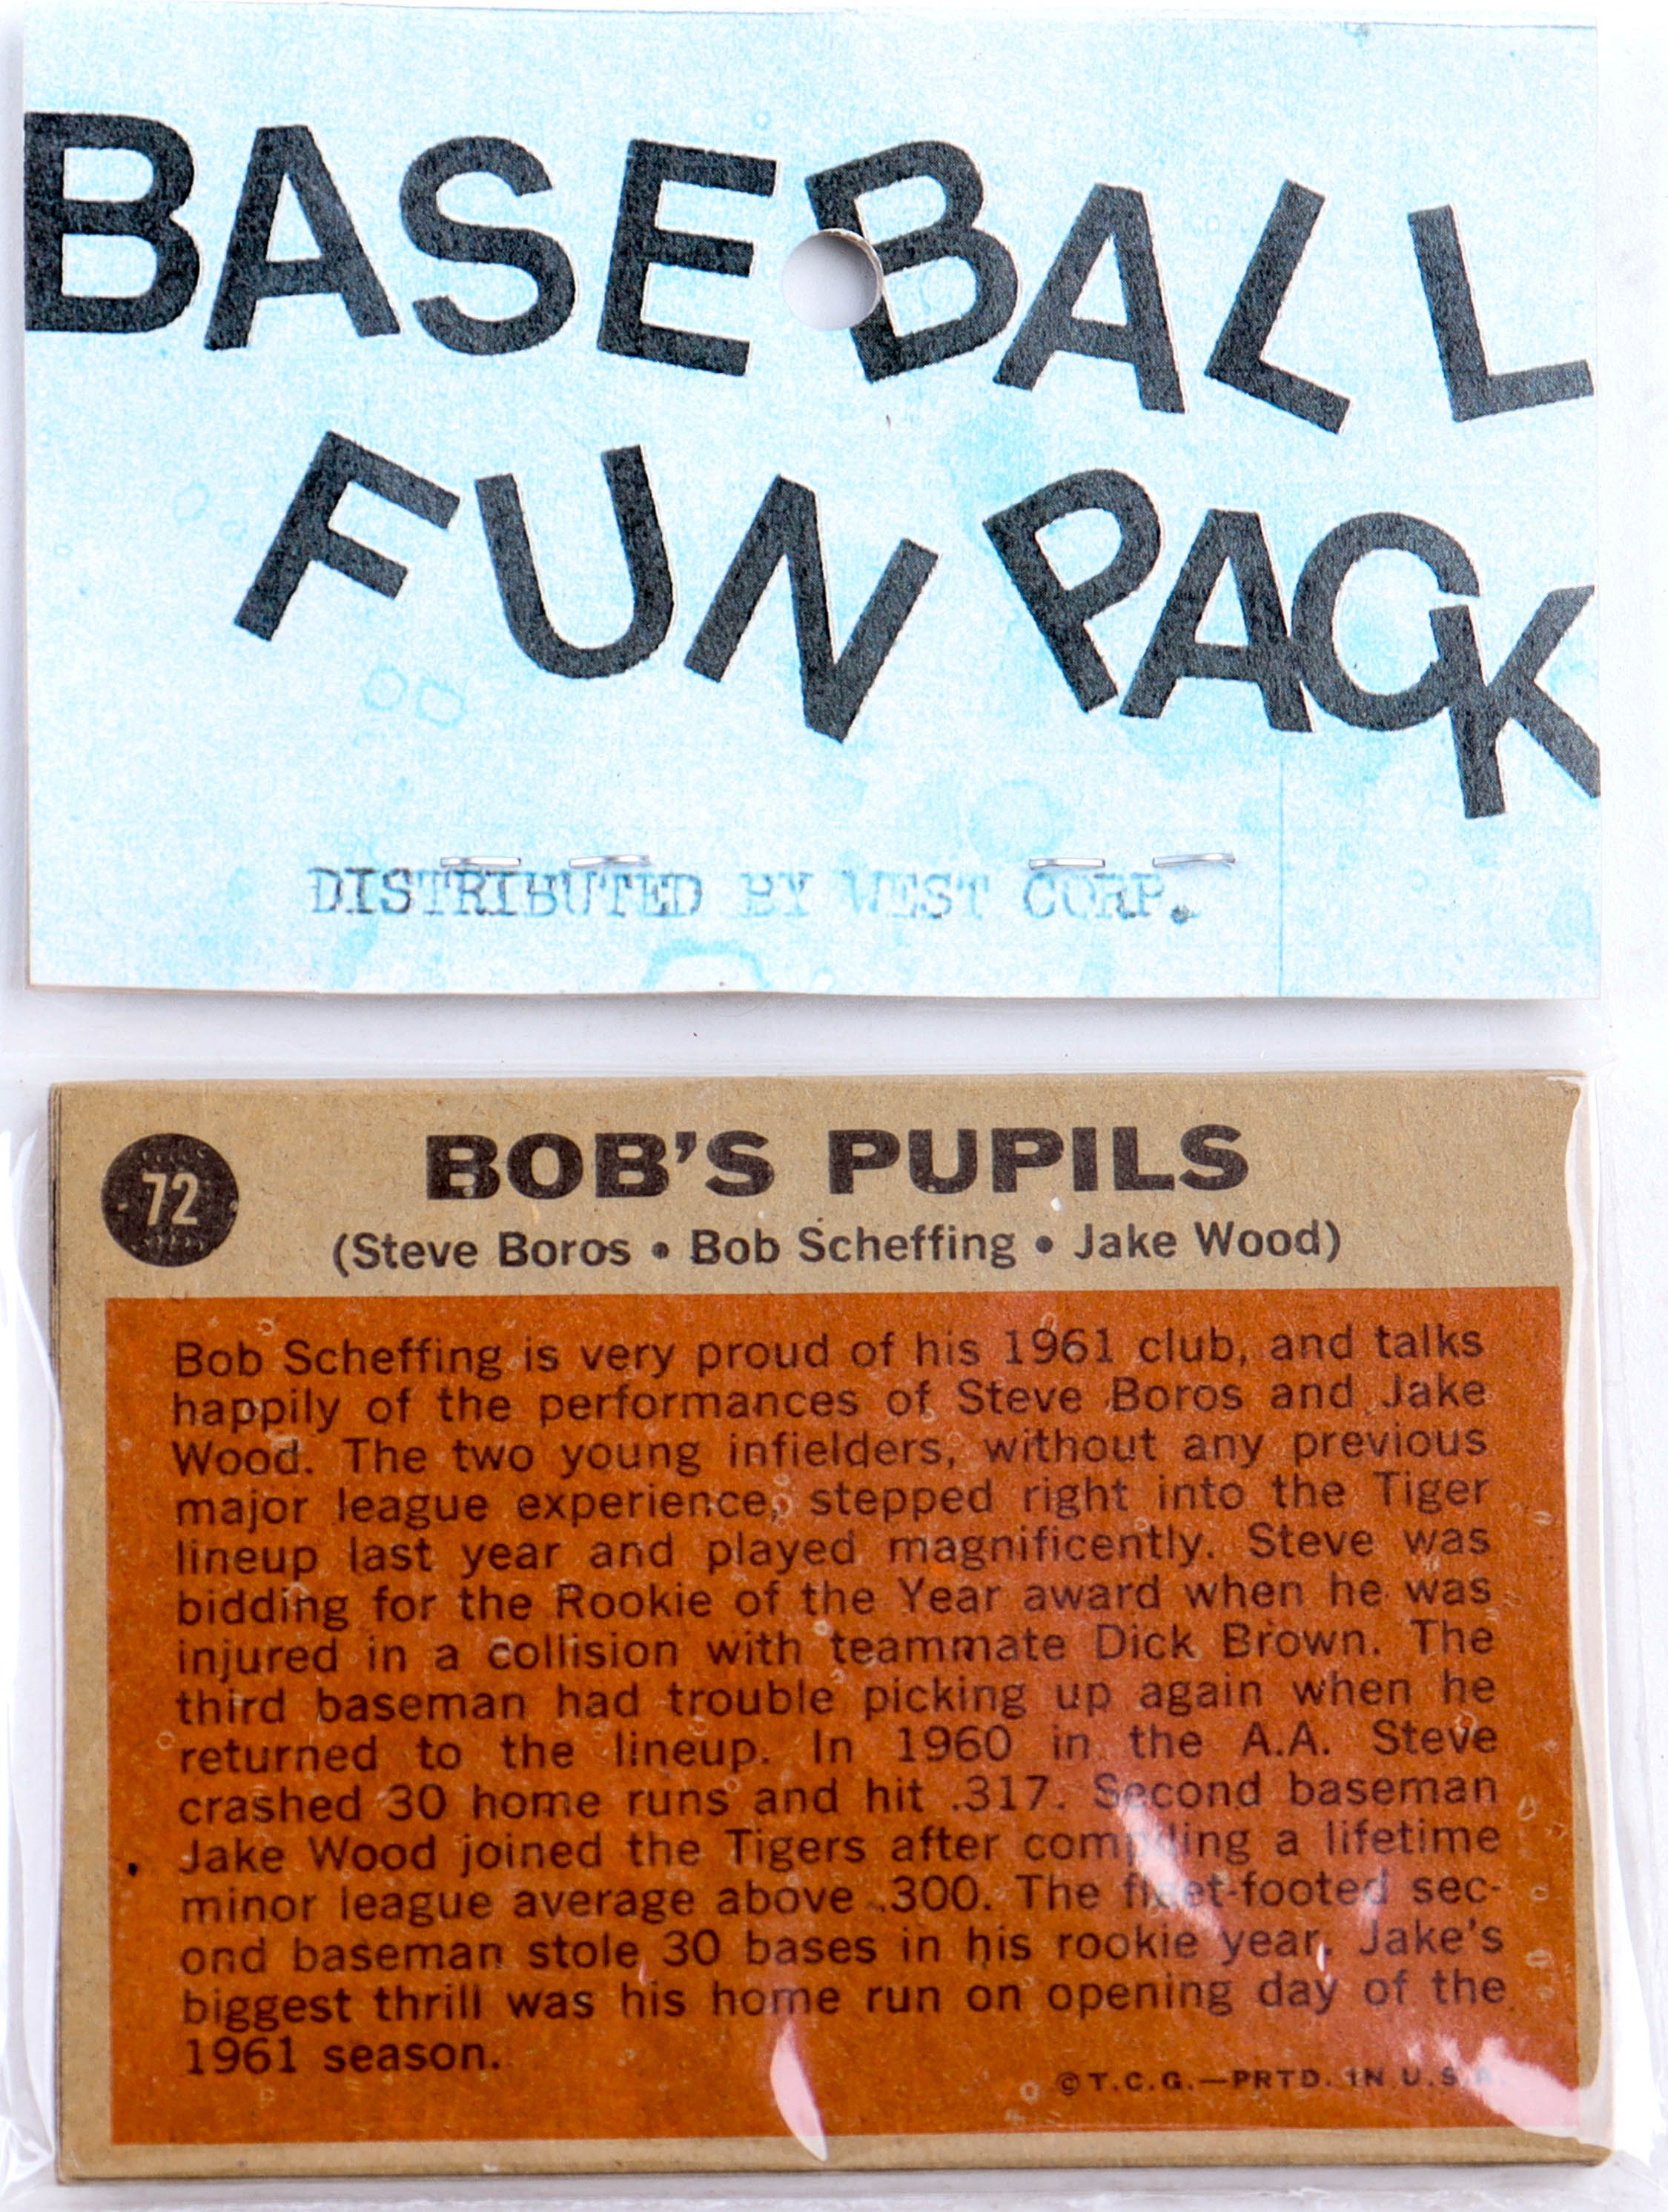 BASEBALL
FUN PACK
DISTRIBUTED BY WEST CORP.
72
BOB'S PUPILS
(Steve Boros • Bob Scheffing • Jake Wood)
Bob Scheffing is very proud of his 1961 club, and talks
happily of the performances of Steve Boros and Jake
Wood. The two young infielders, without any previous
major league experience, stepped right into the Tiger
lineup last year and played magnificently. Steve was
bidding for the Rookie of the Year award when he was
injured in a collision with teammate Dick Brown. The
third baseman had trouble picking up again when he
returned to the lineup. In 1960 in the A.A. Steve
crashed 30 home runs and hit .317. Second baseman
Jake Wood joined the Tigers after compiling a lifetime
minor league average above .300. The fleet-footed sec-
ond baseman stole 30 bases in his rookie year. Jake's
biggest thrill was his home run on opening day of the
1961 season.
© T.C.G.—PRTD. IN U.S.A.